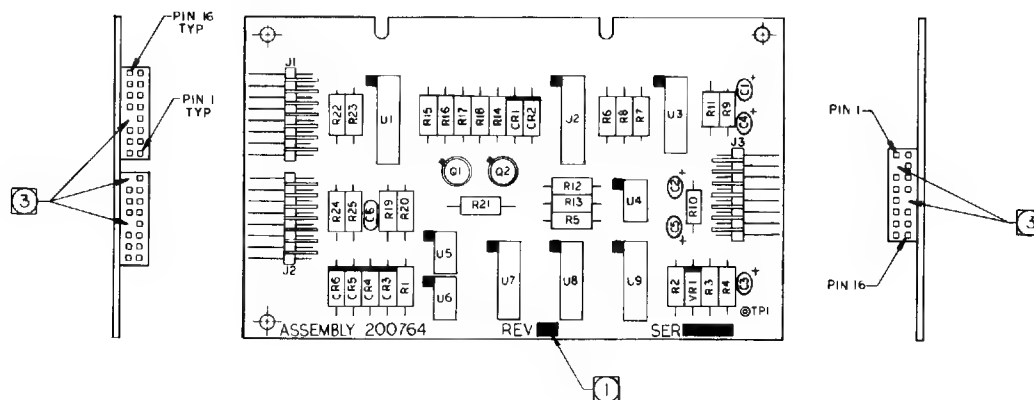 PIN 16
TYP
PIN 1
TYP
3
J1
R22
R23
U1
R15
R16
R17
R18
R14
CR1
CR2
U2
R6
R8
R7
U3
R11
R9
C1
+
C4
+
J3
Q1
Q2
R12
R13
R5
U4
C2
+
C5
+
R10
R24
R25
C6
R19
R20
R21
J2
U5
U6
U7
U8
U9
CR6
CR5
CR4
CR3
R1
R2
VR1
R3
R4
C3
+
TP1
ASSEMBLY 200764
REV
SER
1
PIN 1
3
PIN 16